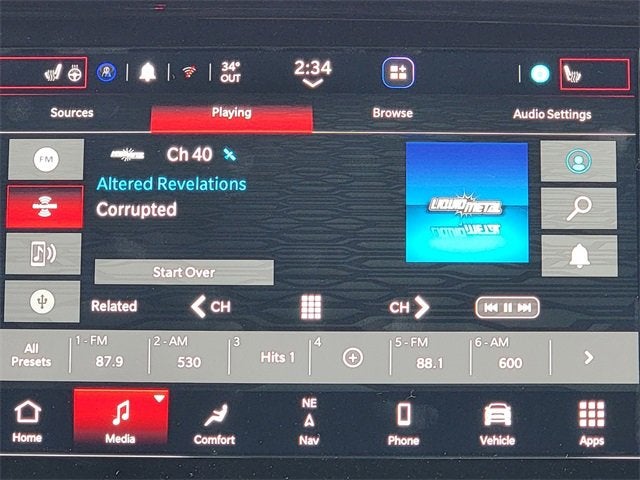 34°
OUT
2:34
Sources
Playing
Browse
Audio Settings
FM
Ch 40
Altered Revelations
Corrupted
LIQUID METAL
Start Over
Related
CH
CH
All
Presets
1 - FM
87.9
2 - AM
530
3
Hits 1
4
5 - FM
88.1
6 - AM
600
Home
Media
Comfort
NE
Nav
Phone
Vehicle
Apps